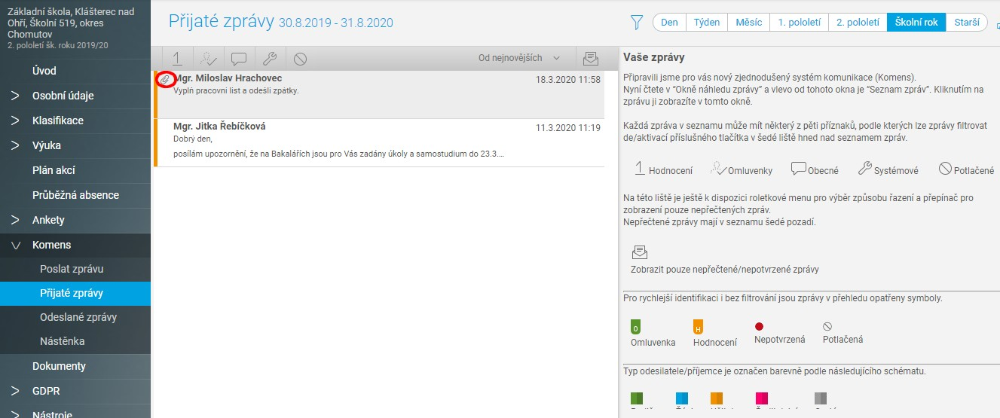 Základní škola, Klášterec nad
Ohří, Školní 519, okres
Chomutov
2. pololetí šk. roku 2019/20
Úvod
Osobní údaje
Klasifikace
Výuka
Plán akcí
Průběžná absence
Ankety
Komens
Poslat zprávu
Přijaté zprávy
Odeslané zprávy
Nástěnka
Dokumenty
GDPR
Nástroje
Přijaté zprávy 30.8.2019 - 31.8.2020
Den Týden Měsíc 1. pololetí 2. pololetí Školní rok Starší
Od nejnovějších
Mgr. Miloslav Hrachovec 18.3.2020 11:58
Vyplň pracovní list a odešli zpátky.
Mgr. Jitka Řebíčková 11.3.2020 11:19
Dobrý den,
posílám upozornění, že na Bakalářích jsou pro Vás zadány úkoly a samostudium do 23.3....
Vaše zprávy
Připravili jsme pro vás nový zjednodušený systém komunikace (Komens).
Nyní čtete v "Okně náhledu zprávy" a vlevo od tohoto okna je "Seznam zpráv". Kliknutím na
zprávu ji zobrazíte v tomto okně.
Každá zpráva v seznamu může mít některý z pěti příznaků, podle kterých lze zprávy filtrovat
de/aktivací příslušného tlačítka v šedé liště hned nad seznamem zpráv.
1 Hodnocení Omluvenky Obecné Systémové Potlačené
Na této liště je ještě k dispozici roletkové menu pro výběr způsobu řazení a přepínač pro
zobrazení pouze nepřečtených zpráv.
Nepřečtené zprávy mají v seznamu šedé pozadí.
Zobrazit pouze nepřečtené/nepotvrzené zprávy
Pro rychlejší identifikaci i bez filtrování jsou zprávy v přehledu opatřeny symboly.
O H
Omluvenka Hodnocení Nepotvrzená Potlačená
Typ odesilatele/příjemce je označen barevně podle následujícího schématu.